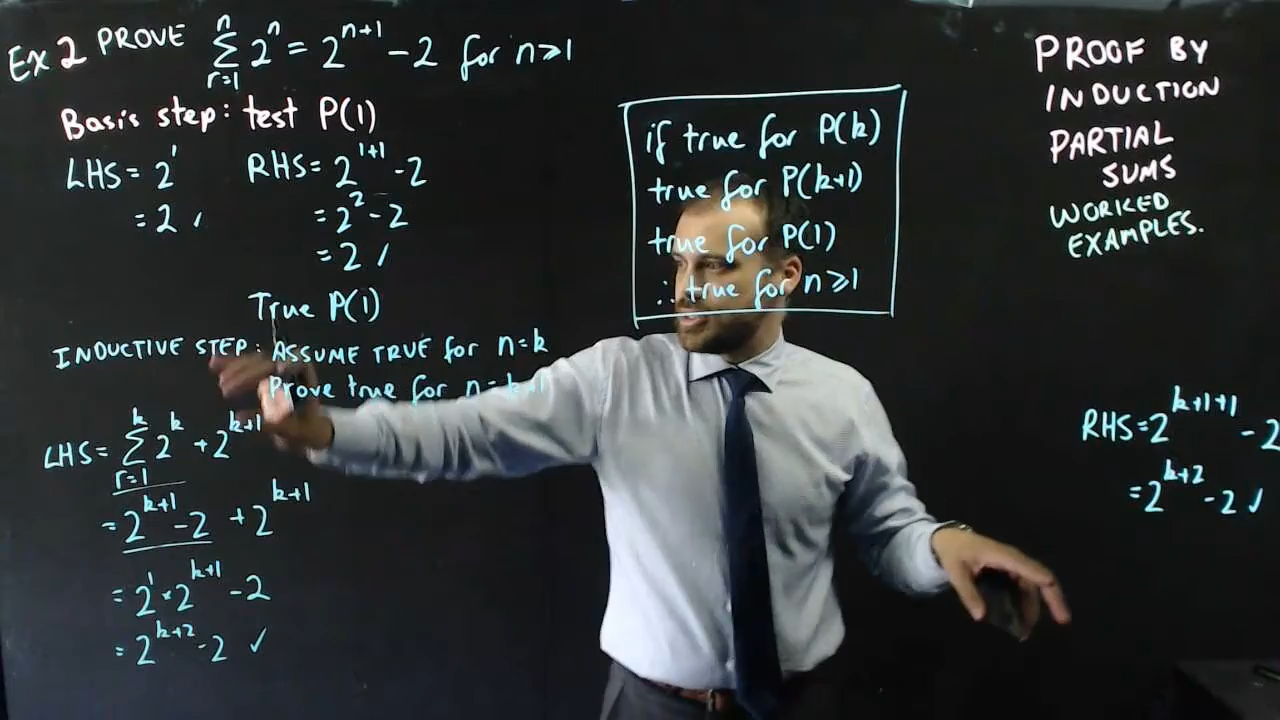 Ex 2 PROVE n Σ r=1 2^n = 2^{n+1} - 2 for n ⩾ 1
Basis step: test P(1)
LHS = 2^1 RHS = 2^{1+1} - 2
= 2 ✓ = 2^2 - 2
= 2 ✓
True P(1)
INDUCTIVE STEP: ASSUME TRUE for n=k
Prove true for n=k+1
LHS = k Σ r=1 2^k + 2^{k+1}
= 2^{k+1} - 2 + 2^{k+1}
= 2^1 × 2^{k+1} - 2
= 2^{k+2} - 2 ✓
if true for P(k)
true for P(k+1)
true for P(1)
∴ true for n ⩾ 1
PROOF BY
INDUCTION
PARTIAL
SUMS
WORKED
EXAMPLES.
RHS = 2^{k+1+1} - 2
= 2^{k+2} - 2 ✓